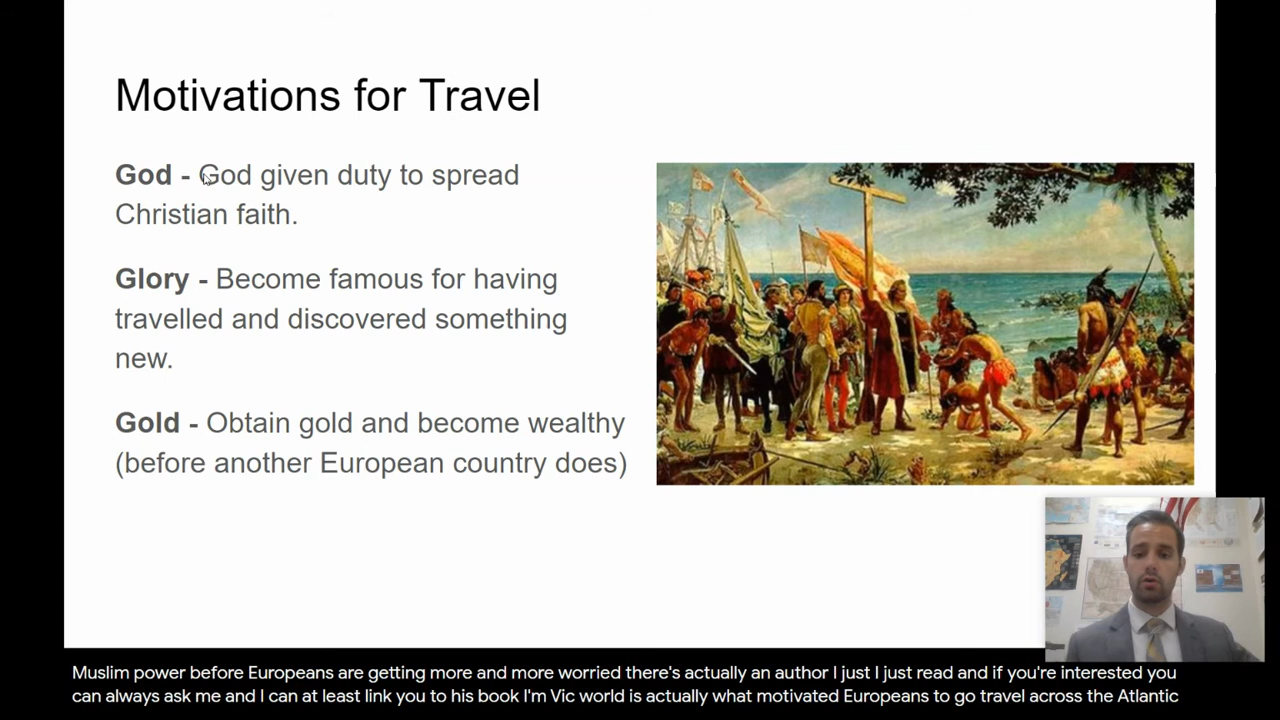 Motivations for Travel
God - God given duty to spread
Christian faith.
Glory - Become famous for having
travelled and discovered something
new.
Gold - Obtain gold and become wealthy
(before another European country does)
Muslim power before Europeans are getting more and more worried there's actually an author I just I just read and if you're interested you
can always ask me and I can at least link you to his book I'm Vic world is actually what motivated Europeans to go travel across the Atlantic